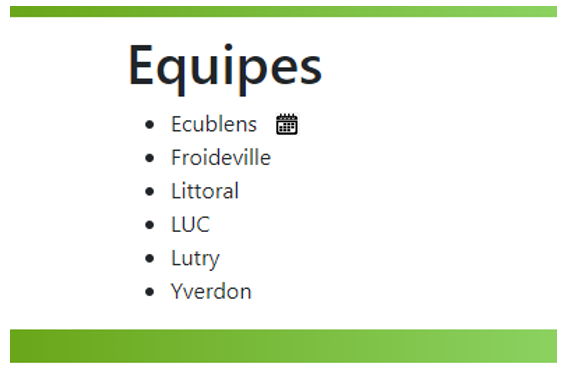 Equipes
Ecublens
Froideville
Littoral
LUC
Lutry
Yverdon